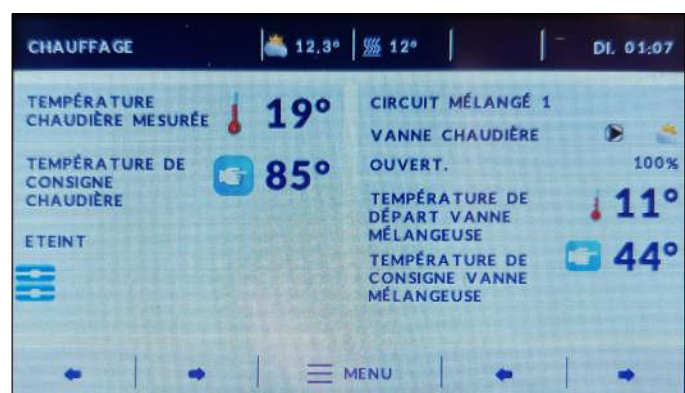 CHAUFFAGE
12,3° 12° DI. 01:07
TEMPÉRATURE
CHAUDIÈRE MESURÉE
19°
TEMPÉRATURE DE
CONSIGNE
CHAUDIÈRE
85°
ETEINT
CIRCUIT MÉLANGÉ 1
VANNE CHAUDIÈRE
OUVERT. 100%
TEMPÉRATURE DE
DÉPART VANNE
MÉLANGEUSE
11°
TEMPÉRATURE DE
CONSIGNE VANNE
MÉLANGEUSE
44°
MENU